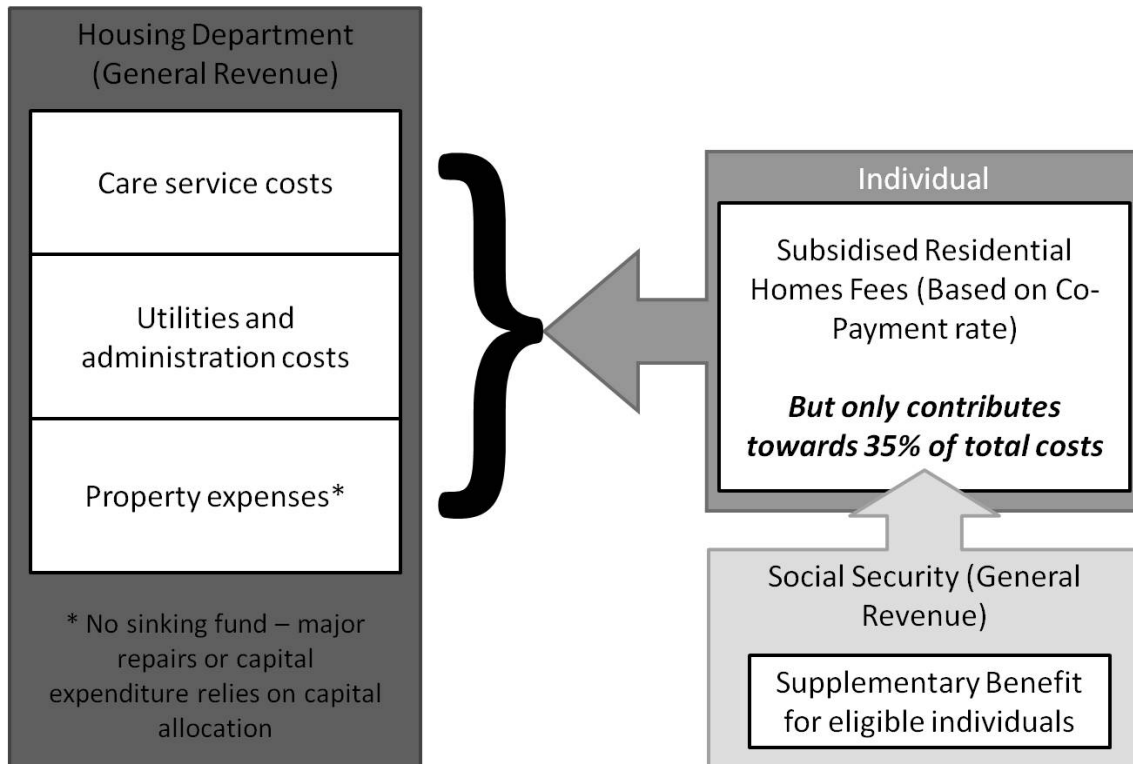 Housing Department
(General Revenue)
Care service costs
Utilities and
administration costs
Property expenses*
* No sinking fund – major
repairs or capital
expenditure relies on capital
allocation
Individual
Subsidised Residential
Homes Fees (Based on Co-
Payment rate)
But only contributes
towards 35% of total costs
Social Security (General
Revenue)
Supplementary Benefit
for eligible individuals